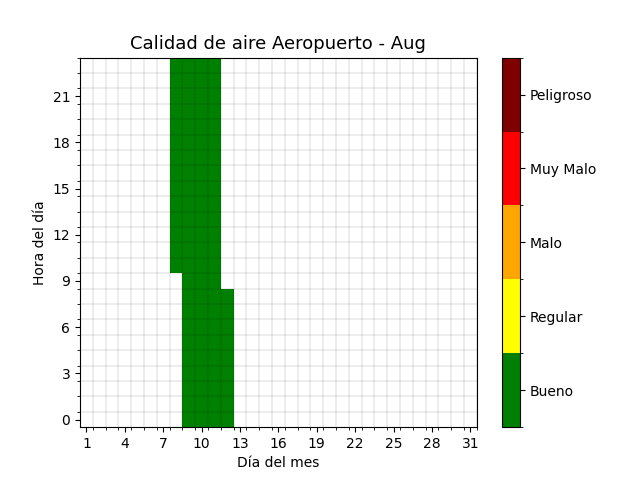 Calidad de aire Aeropuerto - Aug
Hora del día
21
18
15
12
9
6
3
0
1 4 7 10 13 16 19 22 25 28 31
Día del mes
Peligroso
Muy Malo
Malo
Regular
Bueno